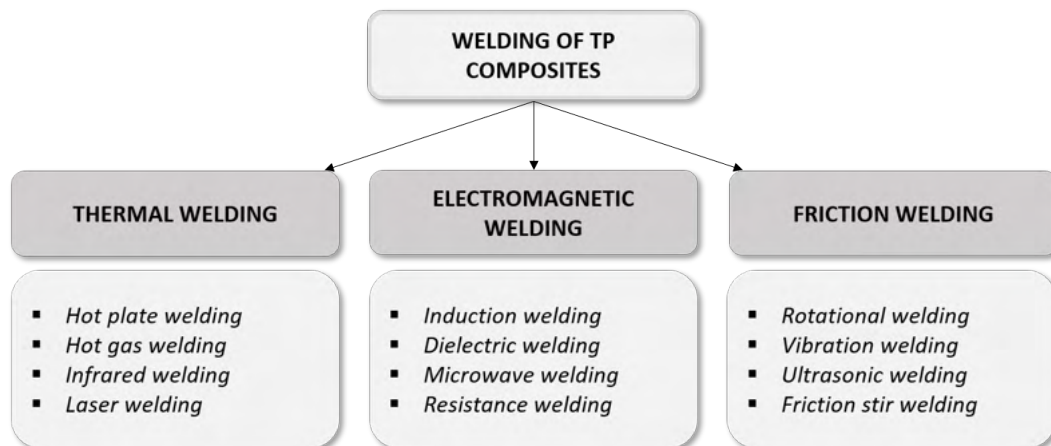 WELDING OF TP
COMPOSITES
THERMAL WELDING
ELECTROMAGNETIC
WELDING
FRICTION WELDING
▪ Hot plate welding
▪ Hot gas welding
▪ Infrared welding
▪ Laser welding
▪ Induction welding
▪ Dielectric welding
▪ Microwave welding
▪ Resistance welding
▪ Rotational welding
▪ Vibration welding
▪ Ultrasonic welding
▪ Friction stir welding